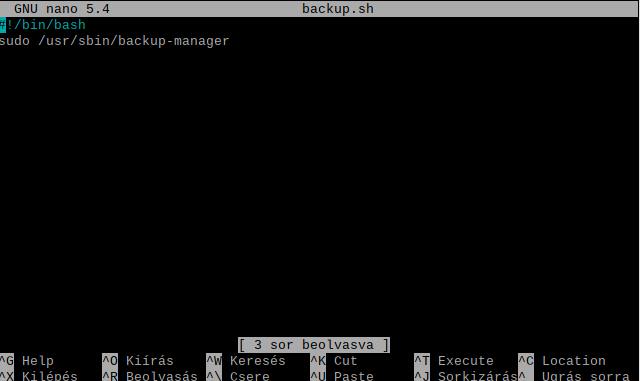 GNU nano 5.4 backup.sh
#!/bin/bash
sudo /usr/sbin/backup-manager
[ 3 sor beolvasva ]
^G Help ^O Kiírás ^W Keresés ^K Cut ^T Execute ^C Location
^X Kilépés ^R Beolvasás ^\ Csere ^U Paste ^J Sorkizárás ^_ Ugrás sorra